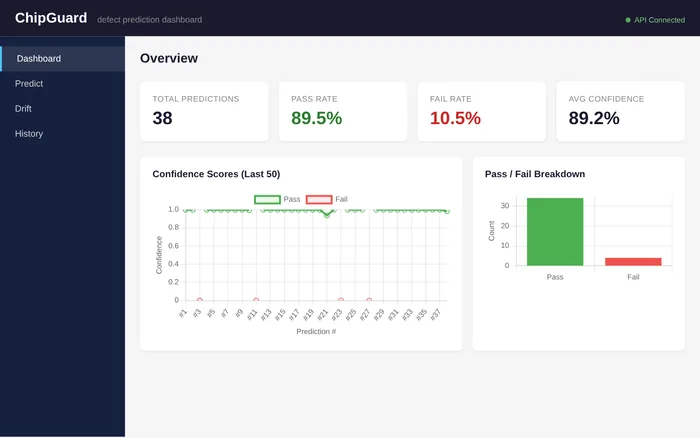 ChipGuard defect prediction dashboard
API Connected
Dashboard
Predict
Drift
History
Overview
TOTAL PREDICTIONS
38
PASS RATE
89.5%
FAIL RATE
10.5%
AVG CONFIDENCE
89.2%
Confidence Scores (Last 50)
Pass Fail
Confidence
1.0
0.8
0.6
0.4
0.2
0
#1 #3 #5 #7 #9 #11 #13 #15 #17 #19 #21 #23 #25 #27 #29 #31 #33 #35 #37
Prediction #
Pass / Fail Breakdown
Count
30
20
10
0
Pass Fail